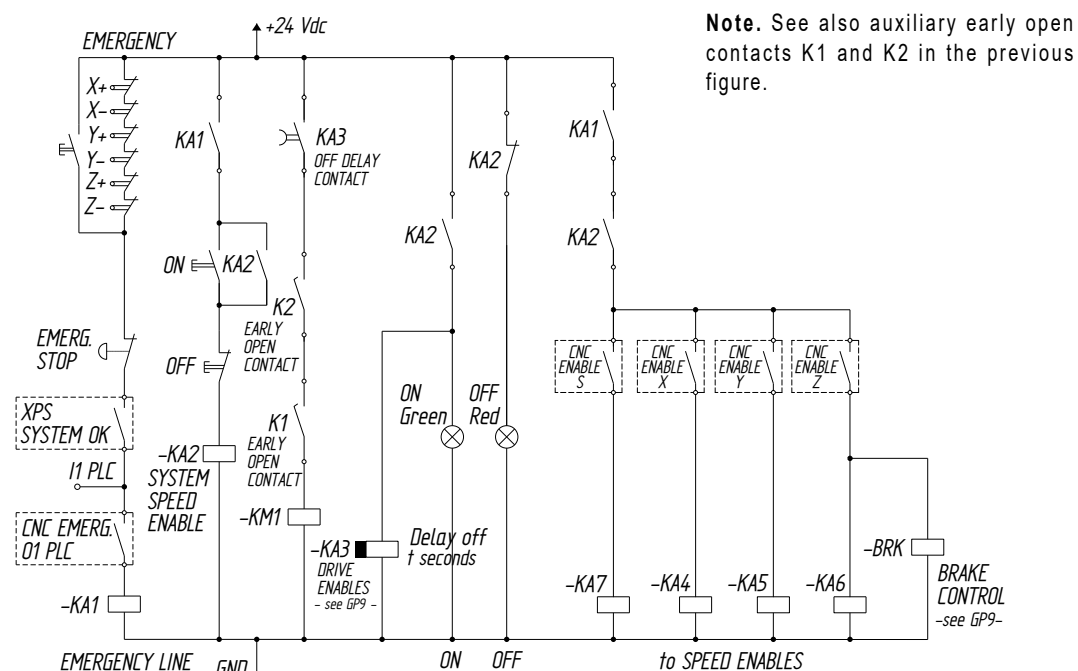 Note. See also auxiliary early open
contacts K1 and K2 in the previous
figure.
+24 Vdc
EMERGENCY
X+
X-
Y+
Y-
Z+
Z-
KA1
KA3
OFF DELAY
CONTACT
KA2
KA1
KA2
KA2
ON
KA2
K2
EARLY
OPEN
CONTACT
EMERG.
STOP
OFF
CNC
ENABLE
S
CNC
ENABLE
X
CNC
ENABLE
Y
CNC
ENABLE
Z
XPS
SYSTEM OK
ON
Green
OFF
Red
K1
EARLY
OPEN
CONTACT
I1 PLC
-KA2
SYSTEM
SPEED
ENABLE
-KM1
CNC EMERG.
O1 PLC
-KA3
DRIVE
ENABLES
- see GP9 -
Delay off
t seconds
-BRK
BRAKE
CONTROL
-see GP9-
-KA1
-KA7
-KA4
-KA5
-KA6
EMERGENCY LINE
GND
ON
OFF
to SPEED ENABLES